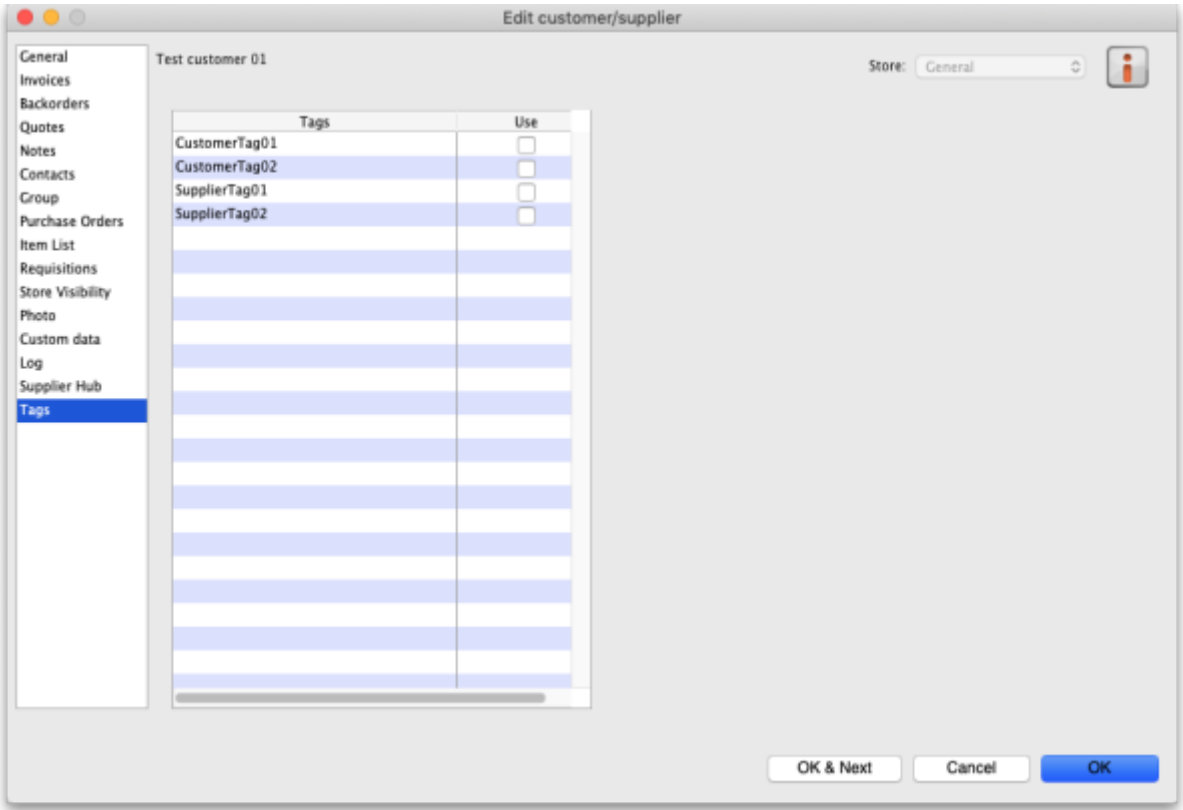 Edit customer/supplier
General
Invoices
Backorders
Quotes
Notes
Contacts
Group
Purchase Orders
Item List
Requisitions
Store Visibility
Photo
Custom data
Log
Supplier Hub
Tags
Test customer 01
Store: General
Tags Use
CustomerTag01
CustomerTag02
SupplierTag01
SupplierTag02
OK & Next Cancel OK